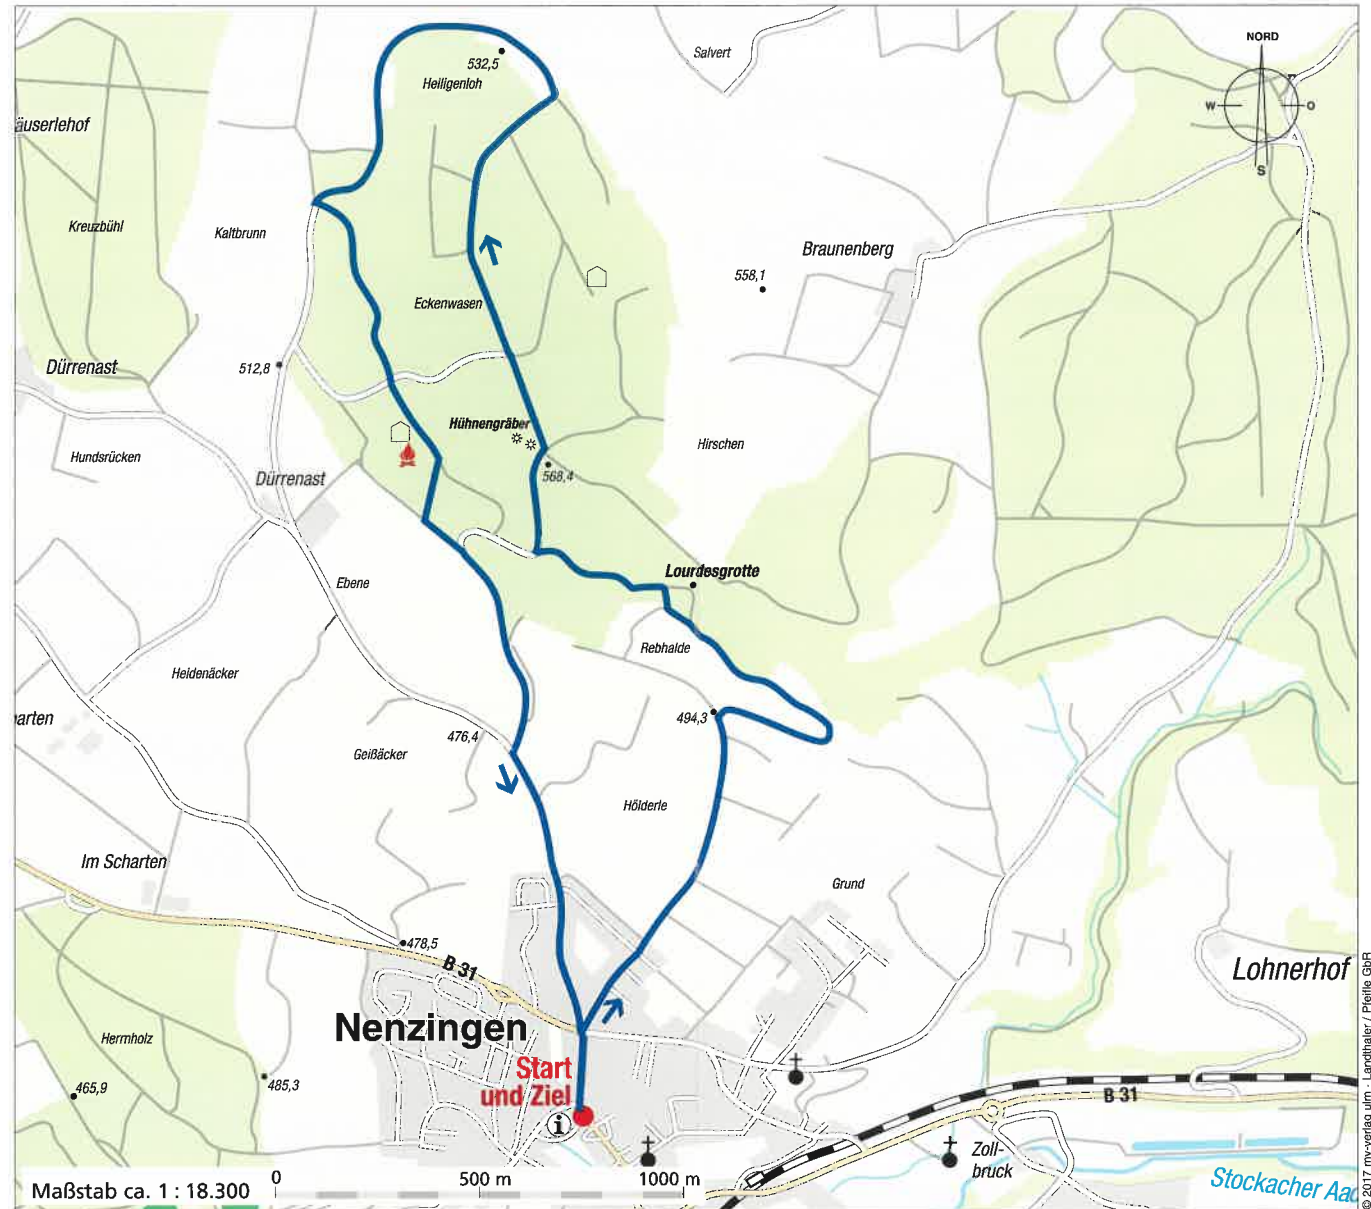 NORD
W
O
S
Salvert
532,5
Heiligenloh
Kreuzbühl
Kaltbrunn
Braunenberg
558,1
Eckenwasen
Dürrenast
512,8
Hühnengräber
Hirschen
Hundsrücken
568,4
Dürrenast
Lourdesgrotte
Ebene
Rebhalde
Heidenäcker
arten
494,3
476,4
Geißäcker
Hölderle
Im Scharten
Grund
478,5
B 31
Lohnerhof
Nenzingen
Hermholz
Start
und Ziel
485,3
465,9
B 31
i
Zoll-
bruck
Stockacher Aac
Maßstab ca. 1 : 18.300
0
500 m
1000 m
© 2017 mv-verlag ulm - Landthaler / Pfeifle GbR